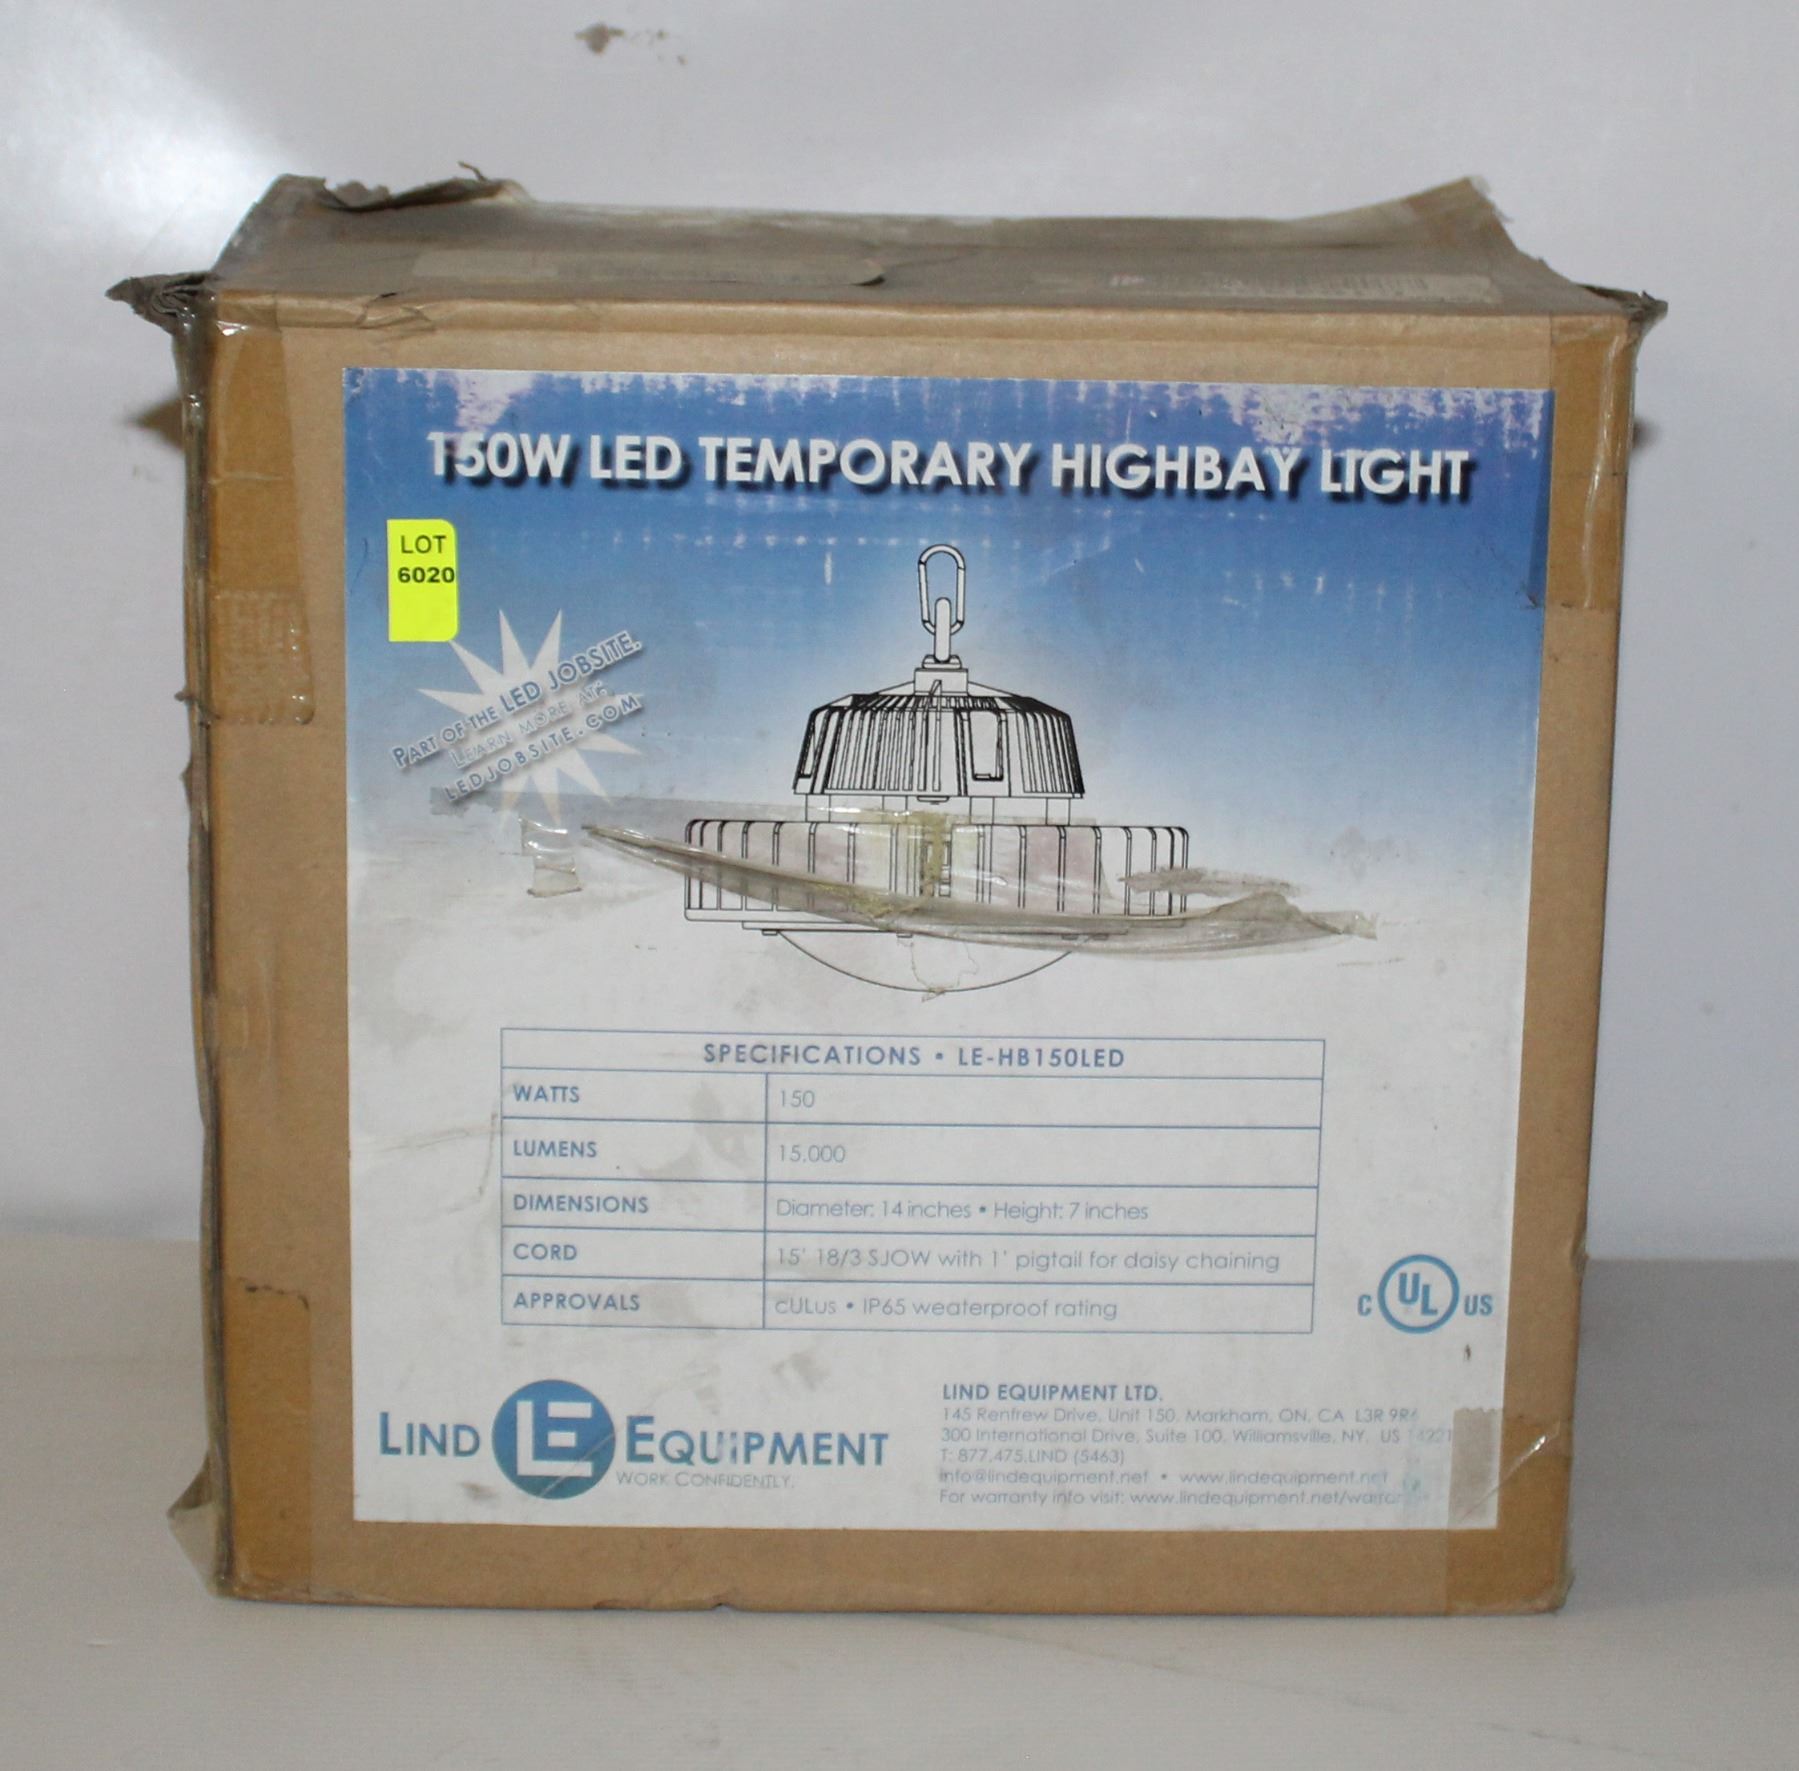 150W LED TEMPORARY HIGHBAY LIGHT
LOT
6020
PART OF THE LED JOBSITE.
LEARN MORE AT:
LEDJOBSITE.COM
SPECIFICATIONS • LE-HB150LED
WATTS 150
LUMENS 15,000
DIMENSIONS Diameter: 14 inches • Height: 7 inches
CORD 15' 18/3 SJOW with 1' pigtail for daisy chaining
APPROVALS cULus • IP65 weaterproof rating
C UL US
LIND LE EQUIPMENT
WORK CONFIDENTLY.
LIND EQUIPMENT LTD.
145 Renfrew Drive, Unit 150, Markham, ON, CA L3R
300 International Drive, Suite 100, Williamsville, NY, US 14221
T: 877.475.LIND (5463)
info@lindequipment.net • www.lindequipment.net
For warranty info visit: